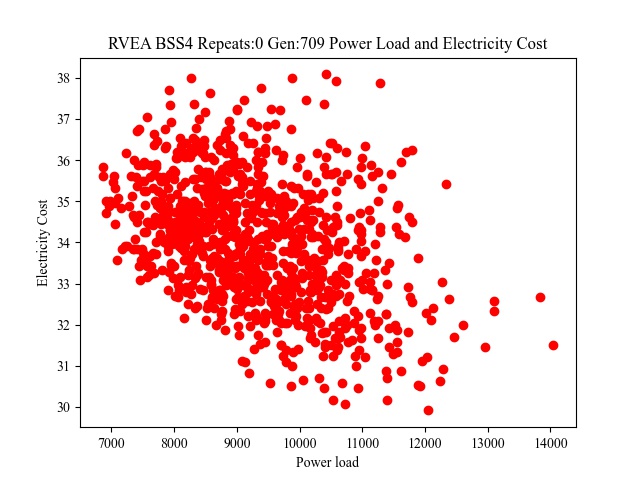 RVEA BSS4 Repeats:0 Gen:709 Power Load and Electricity Cost
38
37
36
35
34
33
32
31
30
Electricity Cost
7000 8000 9000 10000 11000 12000 13000 14000
Power load